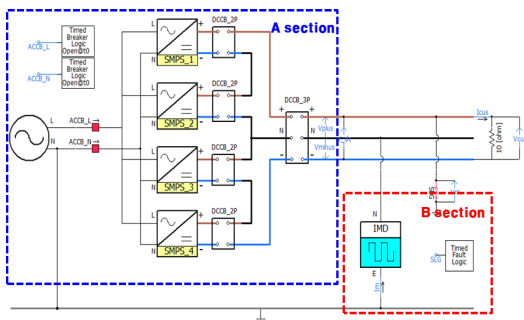 A section
Timed
Breaker
Logic
Open@t0
ACCB_L
Timed
Breaker
Logic
Open@t0
ACCB_N
L
N
SMPS_1
+
-
DCCB_2P
L
N
SMPS_2
+
-
DCCB_2P
L
N
SMPS_3
+
-
DCCB_2P
L
N
SMPS_4
+
-
DCCB_2P
L
ACCB_L
N
ACCB_N
DCCB_3P
+
+
N
N
-
-
Vplus
Vminus
Icus
10 [ohm]
Vcu
B section
N
IMD
E
Im
SLG
Timed
Fault
Logic